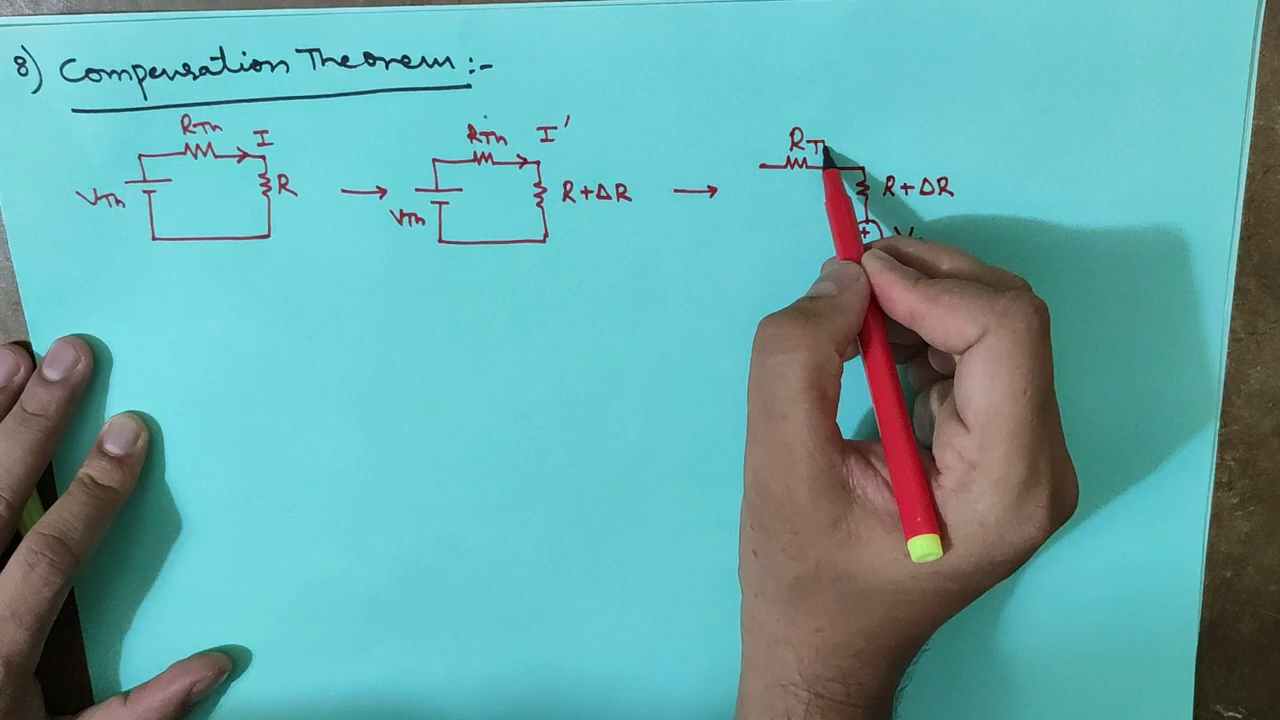 8) Compensation Theorem :-
RTh I
VTh R
RTh I'
VTh R+ΔR
RT
R+ΔR
+